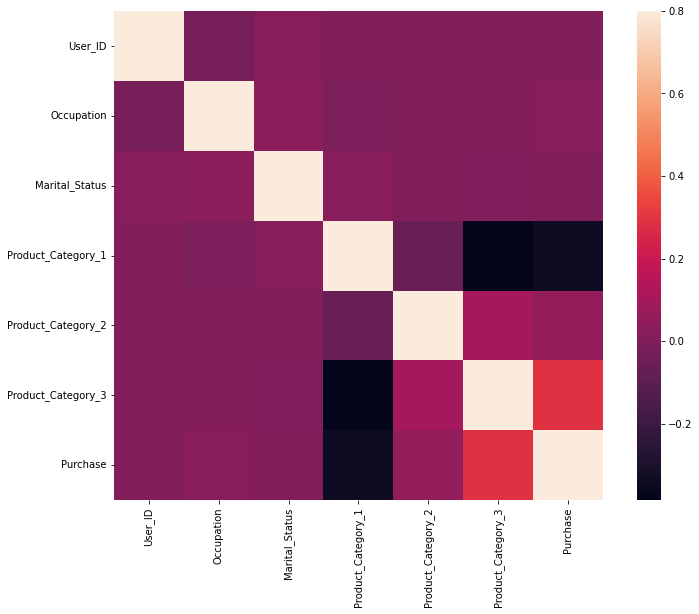 User_ID
Occupation
Marital_Status
Product_Category_1
Product_Category_2
Product_Category_3
Purchase
User_ID
Occupation
Marital_Status
Product_Category_1
Product_Category_2
Product_Category_3
Purchase
0.8
0.6
0.4
0.2
0.0
−0.2